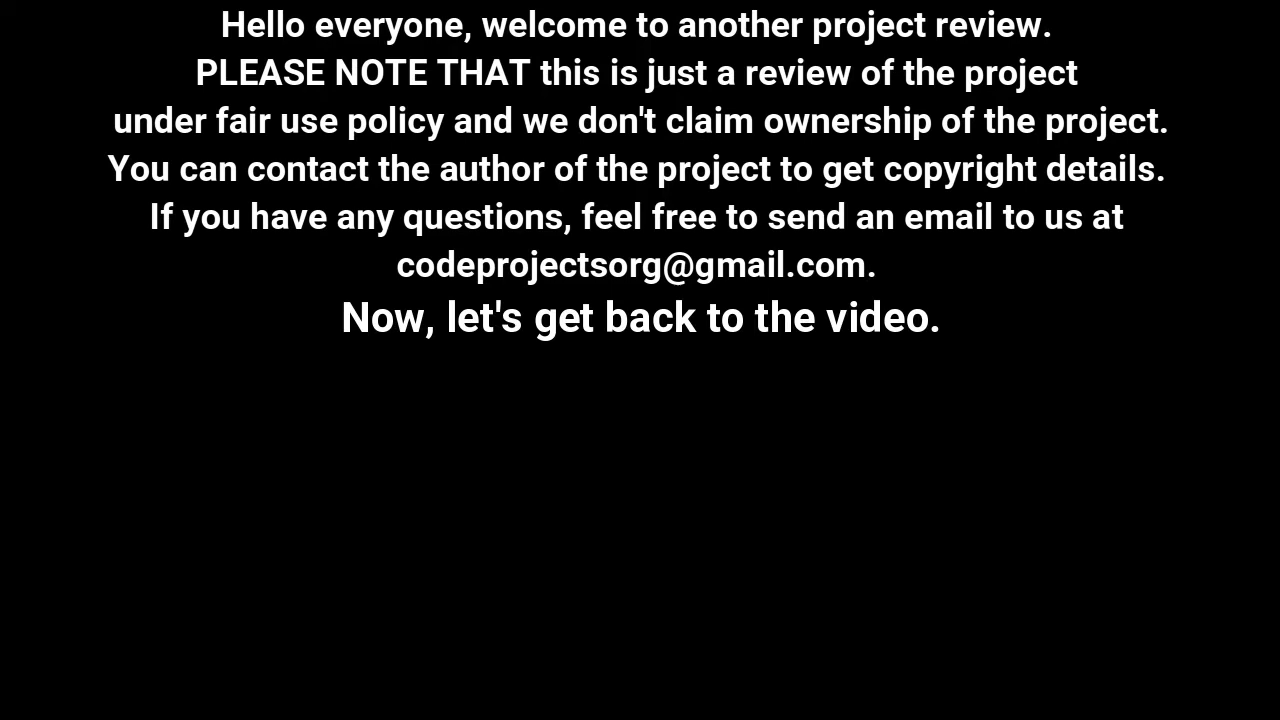 Hello everyone, welcome to another project review.
PLEASE NOTE THAT this is just a review of the project
under fair use policy and we don't claim ownership of the project.
You can contact the author of the project to get copyright details.
If you have any questions, feel free to send an email to us at
codeprojectsorg@gmail.com.
Now, let's get back to the video.